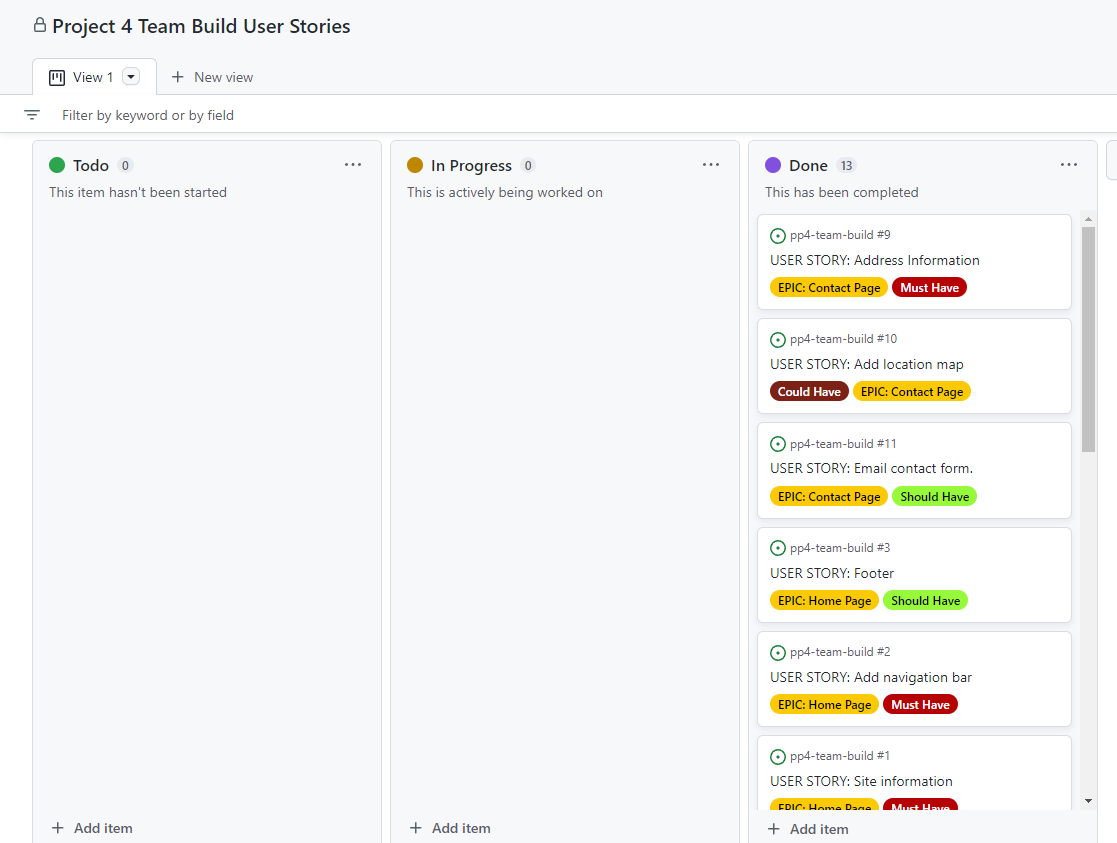 Project 4 Team Build User Stories
View 1
New view
Filter by keyword or by field
Todo 0
This item hasn't been started
Add item
In Progress 0
This is actively being worked on
Add item
Done 13
This has been completed
pp4-team-build #9
USER STORY: Address Information
EPIC: Contact Page Must Have
pp4-team-build #10
USER STORY: Add location map
Could Have EPIC: Contact Page
pp4-team-build #11
USER STORY: Email contact form.
EPIC: Contact Page Should Have
pp4-team-build #3
USER STORY: Footer
EPIC: Home Page Should Have
pp4-team-build #2
USER STORY: Add navigation bar
EPIC: Home Page Must Have
pp4-team-build #1
USER STORY: Site information
EPIC: Home Page Must Have
Add item